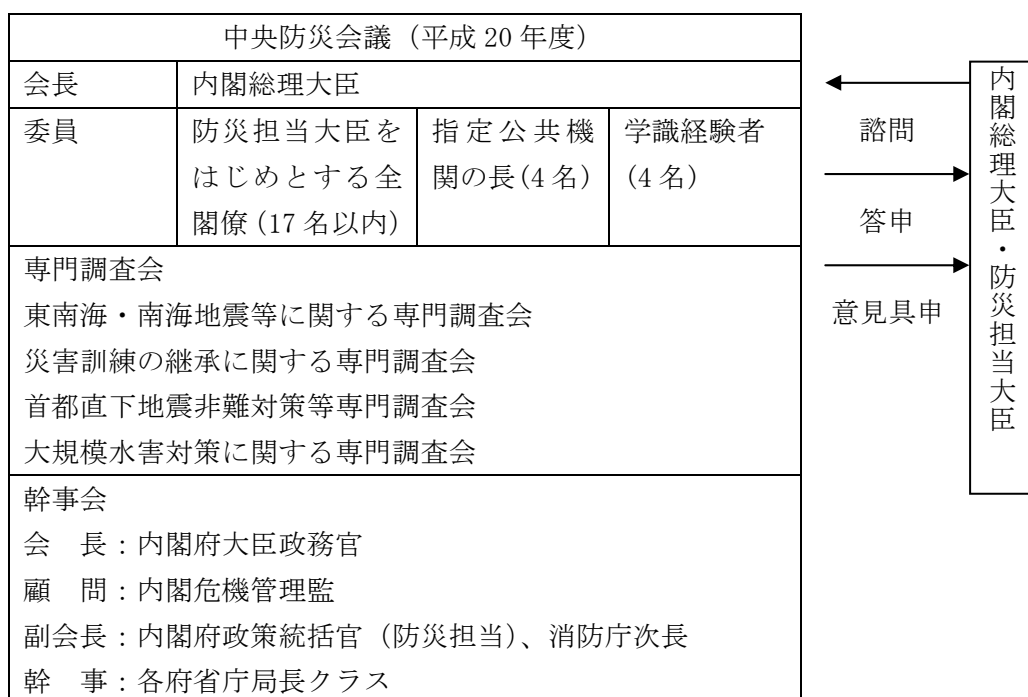 中央防災会議（平成 20 年度）
会長 内閣総理大臣
委員 防災担当大臣を
はじめとする全
閣僚(17 名以内)
指定公共機
関の長(4 名)
学識経験者
(4 名)
専門調査会
東南海・南海地震等に関する専門調査会
災害訓練の継承に関する専門調査会
首都直下地震非難対策等専門調査会
大規模水害対策に関する専門調査会
幹事会
会　長：内閣府大臣政務官
顧　問：内閣危機管理監
副会長：内閣府政策統括官（防災担当）、消防庁次長
幹　事：各府省庁局長クラス
諮問
答申
意見具申
内閣総理大臣・防災担当大臣